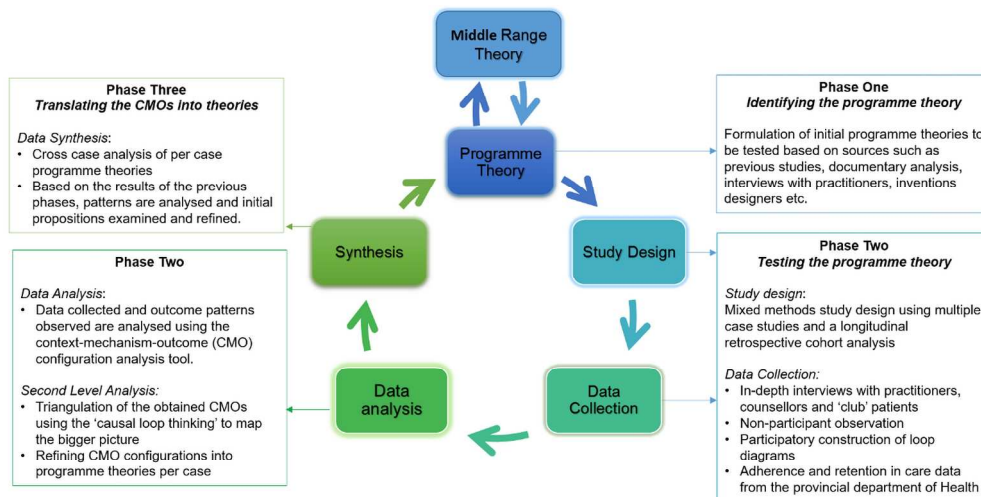 Middle Range
Theory
Phase Three
Translating the CMOs into theories
Data Synthesis:
• Cross case analysis of per case
programme theories
• Based on the results of the previous
phases, patterns are analysed and initial
propositions examined and refined.
Programme
Theory
Phase One
Identifying the programme theory
Formulation of initial programme theories to
be tested based on sources such as
previous studies, documentary analysis,
interviews with practitioners, inventions
designers etc.
Synthesis
Study Design
Phase Two
Data Analysis:
• Data collected and outcome patterns
observed are analysed using the
context-mechanism-outcome (CMO)
configuration analysis tool.
Second Level Analysis:
• Triangulation of the obtained CMOs
using the ‘causal loop thinking’ to map
the bigger picture
• Refining CMO configurations into
programme theories per case
Data
analysis
Data
Collection
Phase Two
Testing the programme theory
Study design:
Mixed methods study design using multiple
case studies and a longitudinal
retrospective cohort analysis
Data Collection:
• In-depth interviews with practitioners,
counsellors and ‘club’ patients
• Non-participant observation
• Participatory construction of loop
diagrams
• Adherence and retention in care data
from the provincial department of Health